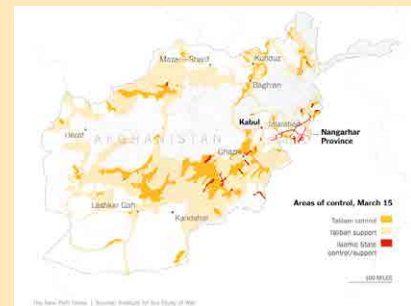 Mazar-i-Sharif
Kunduz
Baghlan
Kabul
Jalalabad
Herat
AFGHANISTAN
Nangarhar
Province
Ghazni
Areas of control, March 15
Taliban control
Taliban support
Islamic State
control/support
Lashkar Gah
Kandahar
100 MILES
The New York Times | Source: Institute for the Study of War